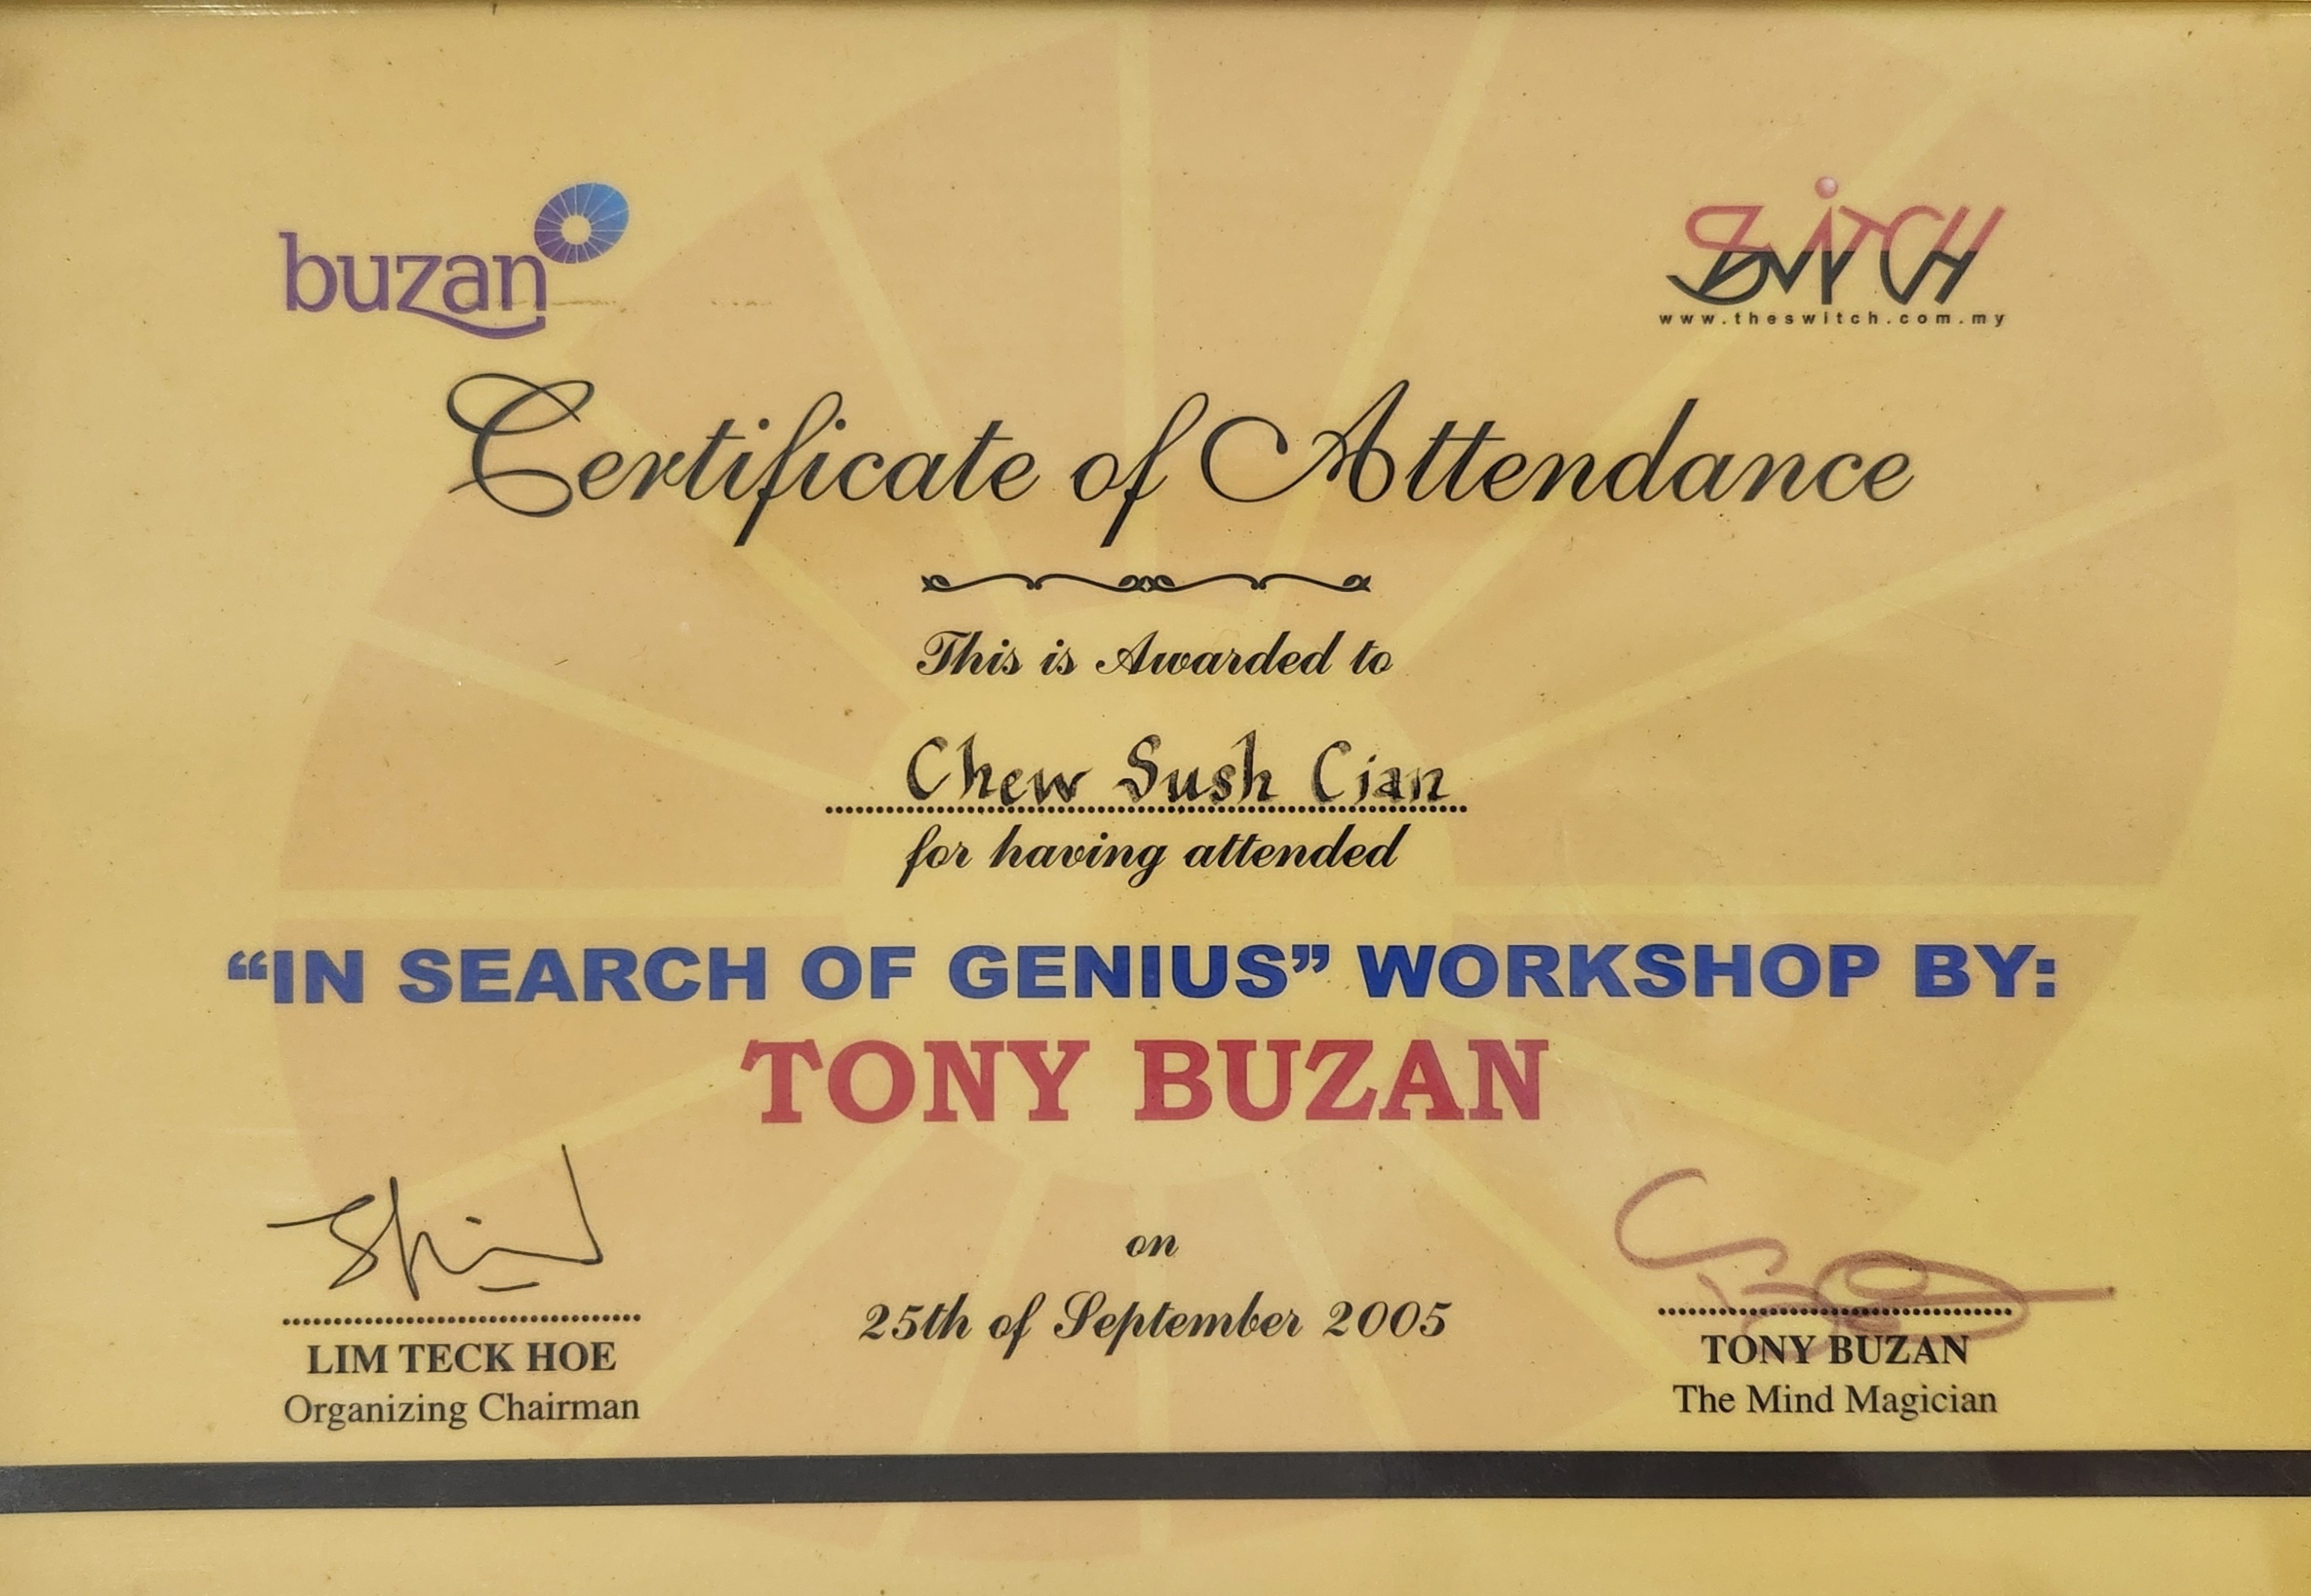 buzan
SWiTCH
www.theswitch.com.my
Certificate of Attendance
This is Awarded to
Chew Sush Cian
for having attended
“IN SEARCH OF GENIUS” WORKSHOP BY:
TONY BUZAN
on
25th of September 2005
LIM TECK HOE
Organizing Chairman
TONY BUZAN
The Mind Magician